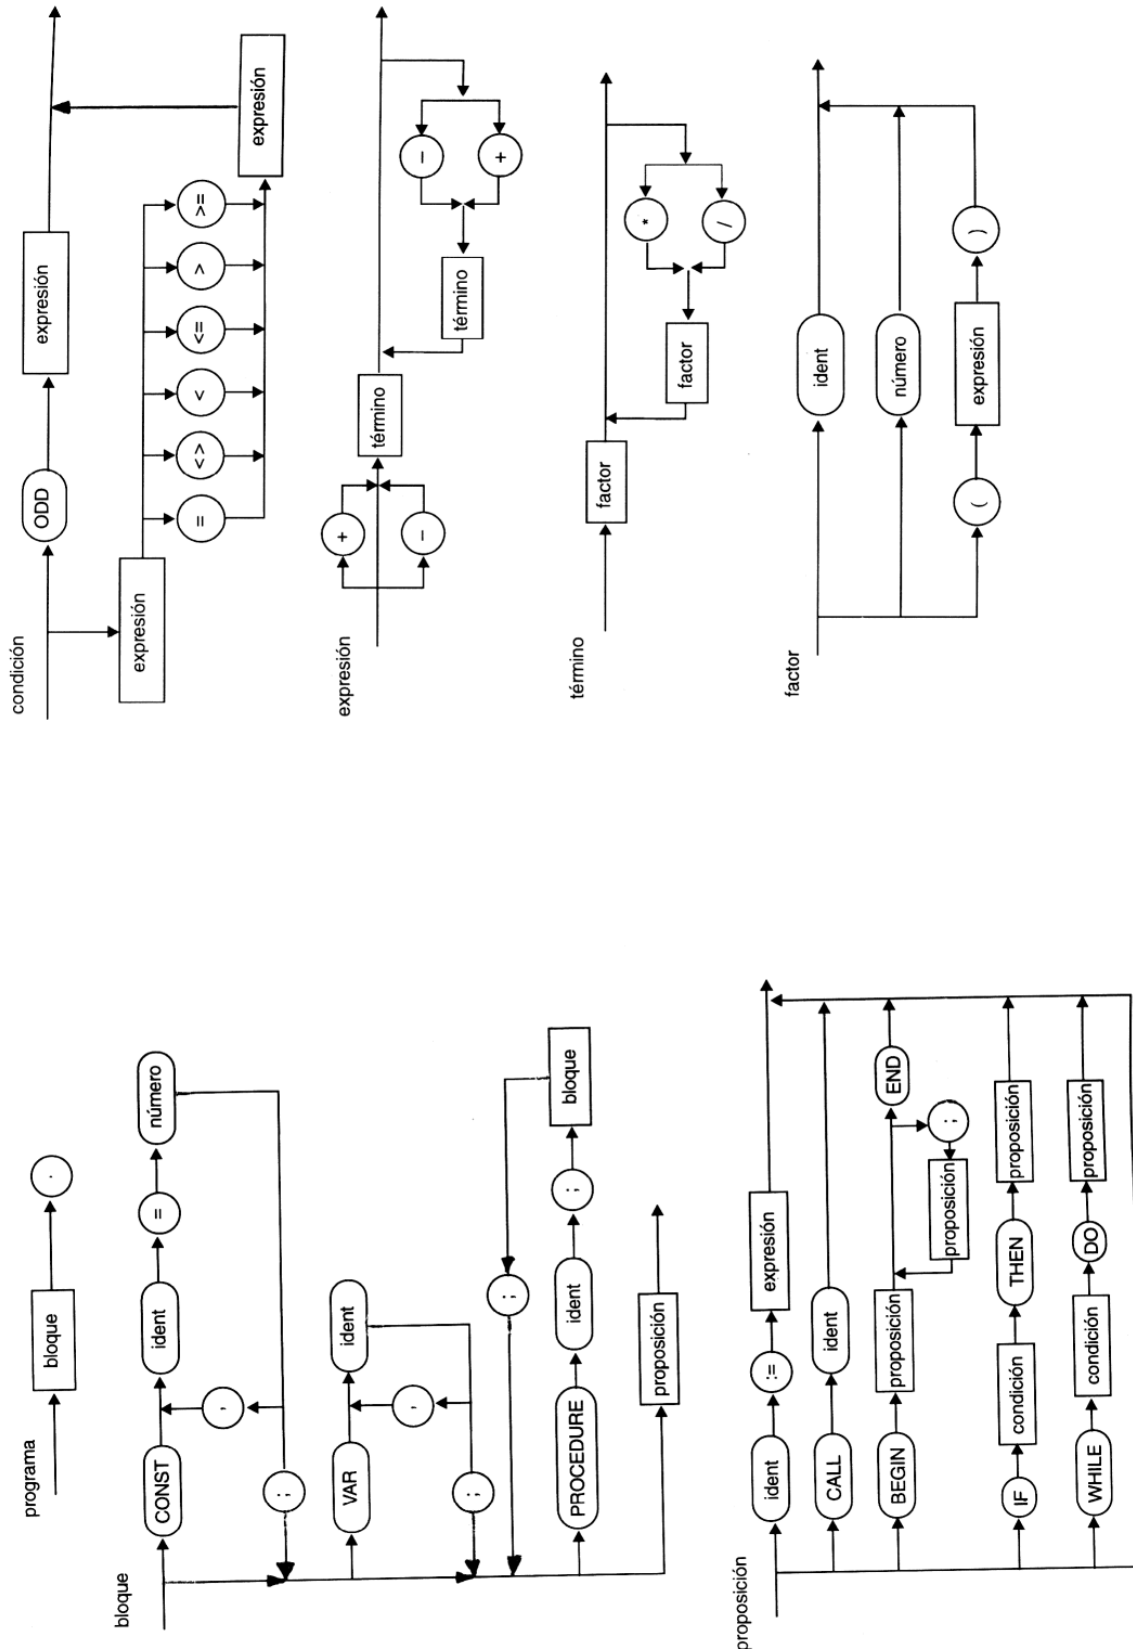 programa
bloque .
bloque
CONST ident = número
,
;
VAR ident
,
;
;
PROCEDURE ident ; bloque
proposición
proposición
ident := expresión
CALL ident
BEGIN proposición END
proposición ;
IF condición THEN proposición
WHILE condición DO proposición
condición
ODD expresión
expresión
= <> < <= > >=
expresión
expresión
+
término
-
-
término
+
término
factor
*
factor
/
factor
ident
número
( expresión )